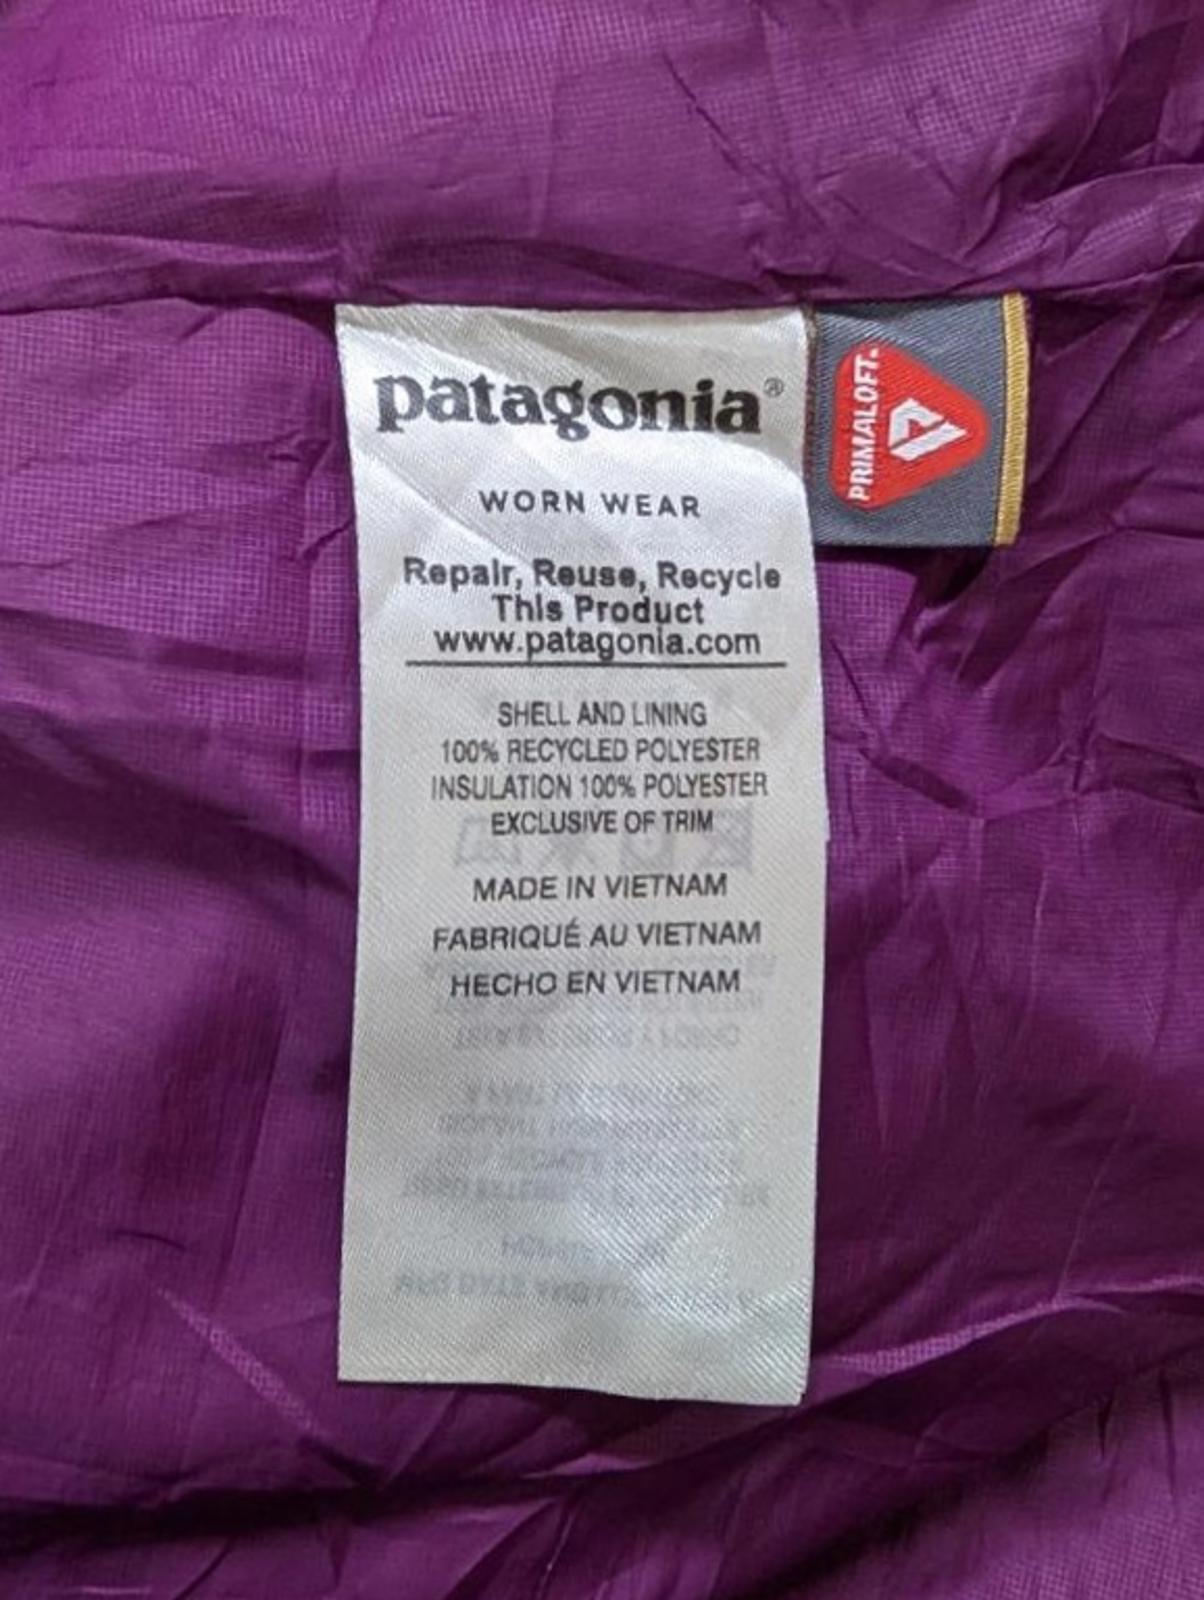 patagonia®
WORN WEAR
Repair, Reuse, Recycle
This Product
www.patagonia.com
SHELL AND LINING
100% RECYCLED POLYESTER
INSULATION 100% POLYESTER
EXCLUSIVE OF TRIM
MADE IN VIETNAM
FABRIQUÉ AU VIETNAM
HECHO EN VIETNAM
PRIMALOFT